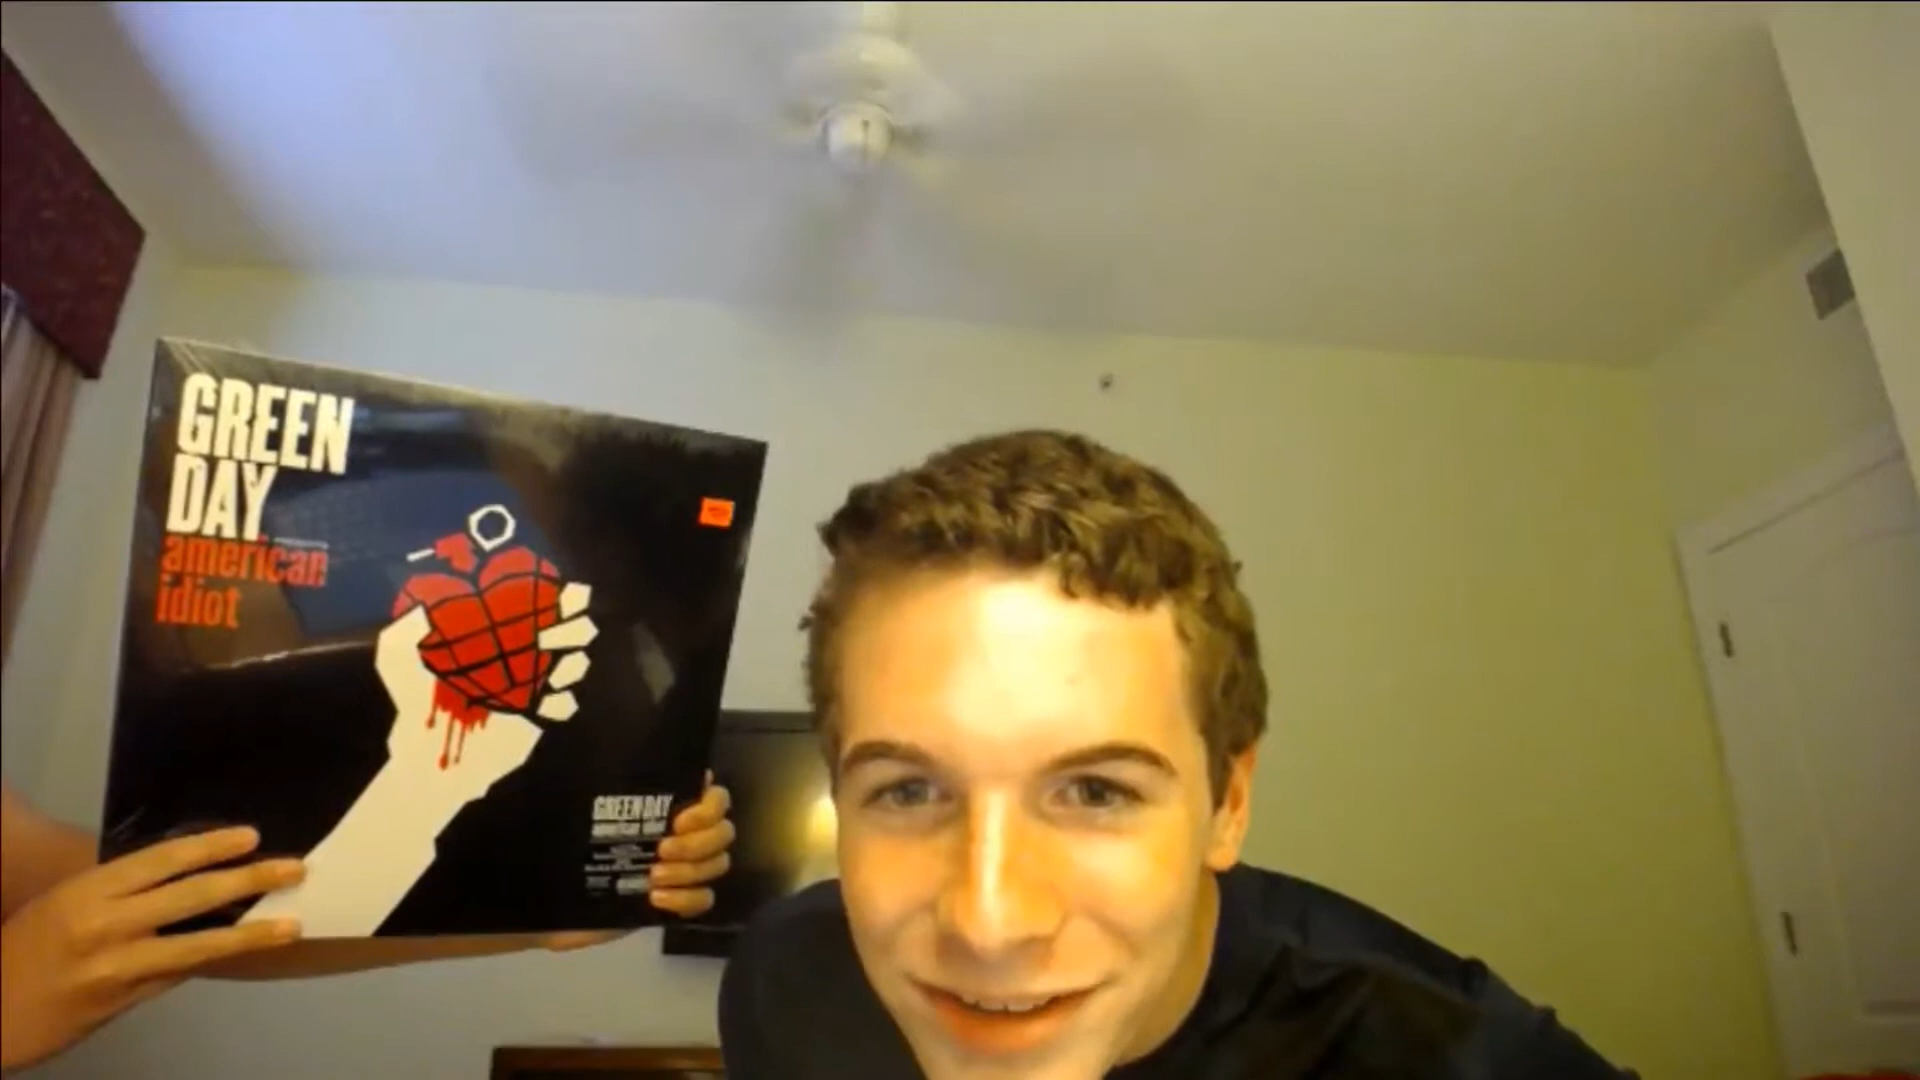 GREEN
DAY
american
idiot
GREEN DAY
american idiot